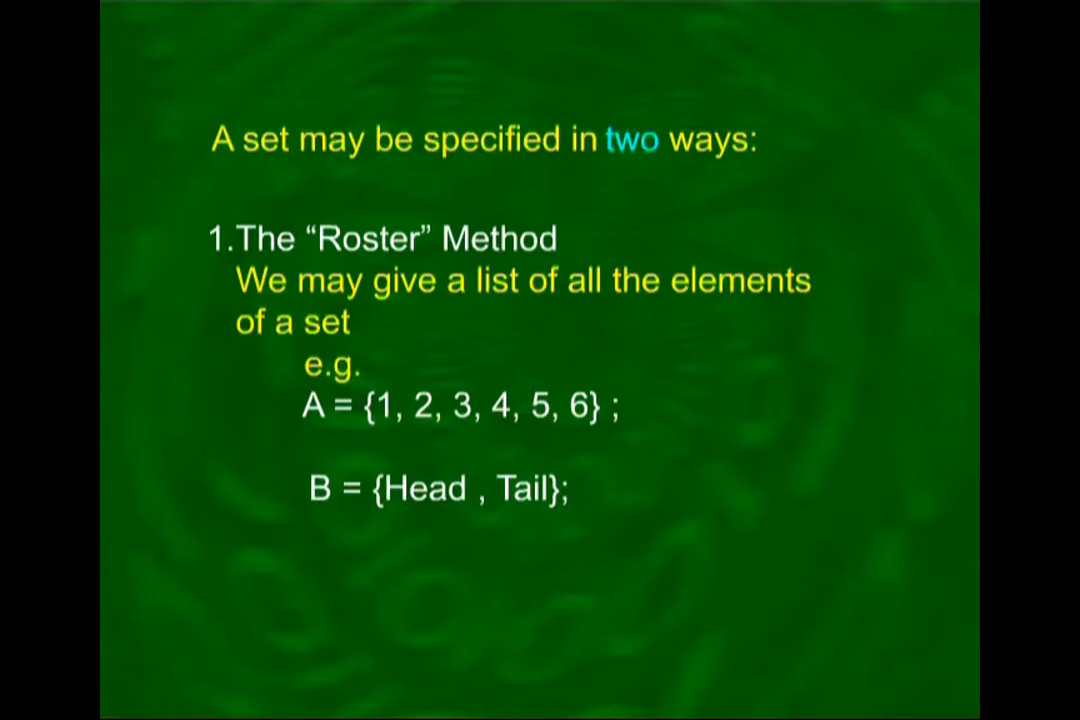 A set may be specified in two ways:
1.The “Roster” Method
We may give a list of all the elements
of a set
e.g.
A = {1, 2, 3, 4, 5, 6} ;
B = {Head , Tail};